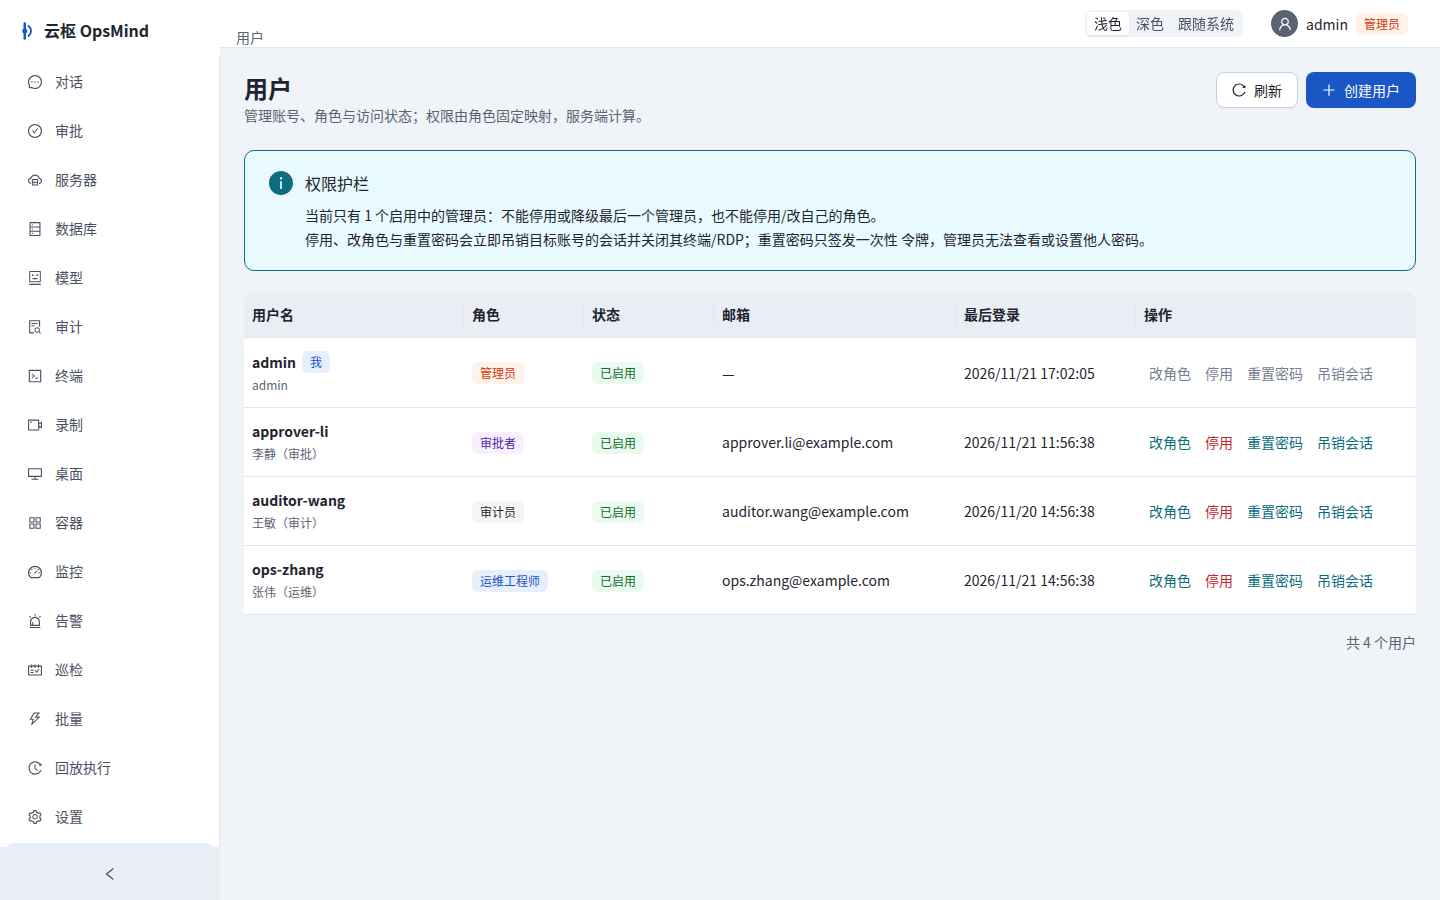 云枢 OpsMind
对话
审批
服务器
数据库
模型
审计
终端
录制
桌面
容器
监控
告警
巡检
批量
回放执行
设置
用户
浅色 深色 跟随系统
admin 管理员
用户
管理账号、角色与访问状态；权限由角色固定映射，服务端计算。
刷新
创建用户
权限护栏
当前只有 1 个启用中的管理员：不能停用或降级最后一个管理员，也不能停用/改自己的角色。
停用、改角色与重置密码会立即吊销目标账号的会话并关闭其终端/RDP；重置密码只签发一次性 令牌，管理员无法查看或设置他人密码。
用户名 角色 状态 邮箱 最后登录 操作
admin 我 管理员 已启用 — 2026/11/21 17:02:05 改角色 停用 重置密码 吊销会话
admin
approver-li 审批者 已启用 approver.li@example.com 2026/11/21 11:56:38 改角色 停用 重置密码 吊销会话
李静（审批）
auditor-wang 审计员 已启用 auditor.wang@example.com 2026/11/20 14:56:38 改角色 停用 重置密码 吊销会话
王敏（审计）
ops-zhang 运维工程师 已启用 ops.zhang@example.com 2026/11/21 14:56:38 改角色 停用 重置密码 吊销会话
张伟（运维）
共 4 个用户